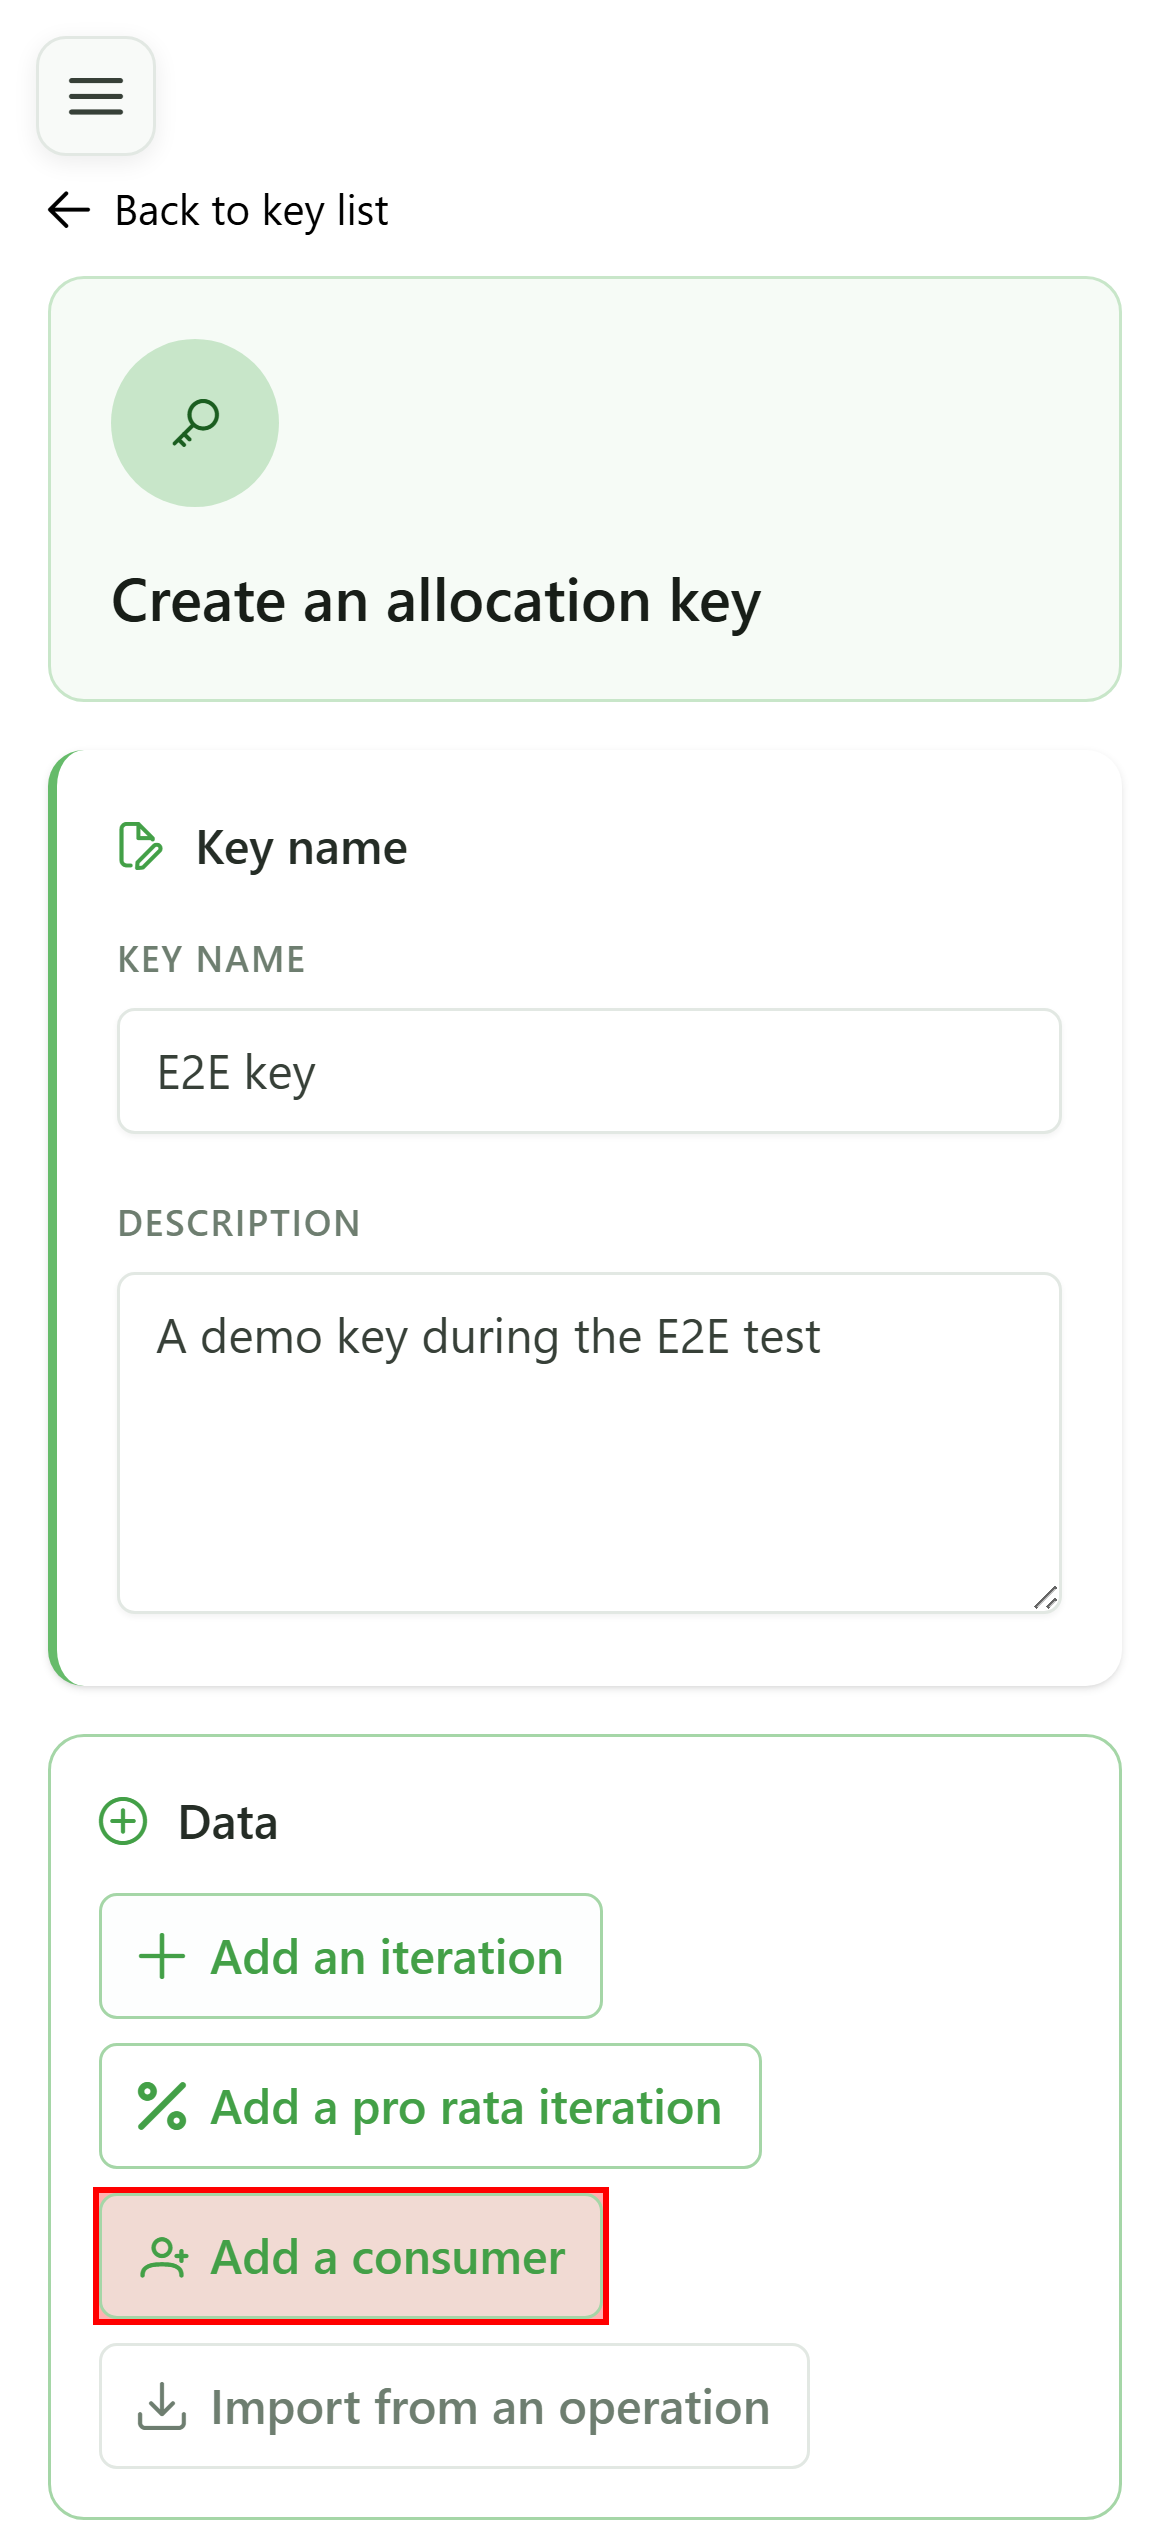 Back to key list
Create an allocation key
Key name
KEY NAME
E2E key
DESCRIPTION
A demo key during the E2E test
Data
Add an iteration
Add a pro rata iteration
Add a consumer
Import from an operation